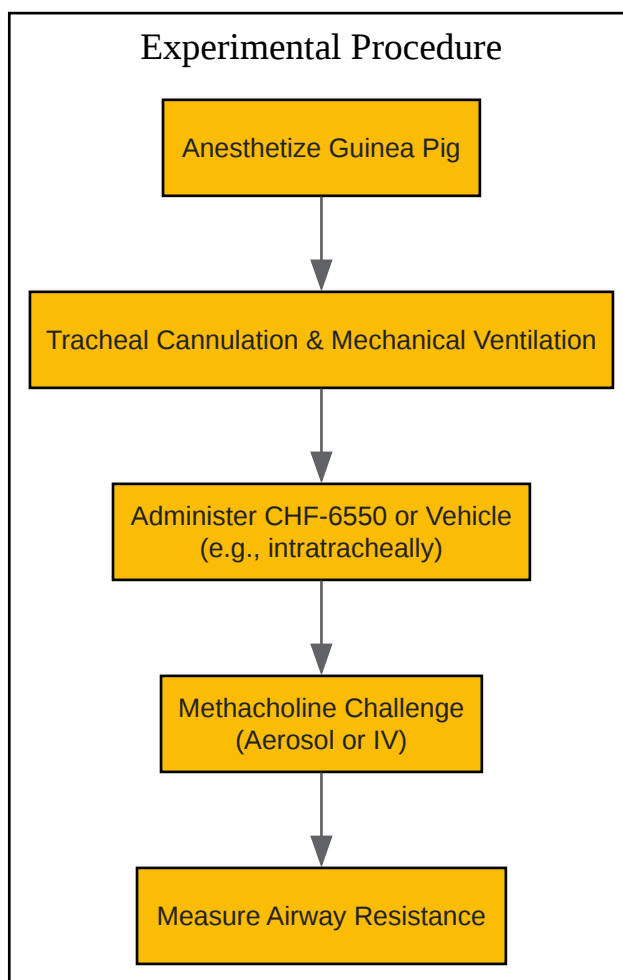 Experimental Procedure
Anesthetize Guinea Pig
Tracheal Cannulation & Mechanical Ventilation
Administer CHF-6550 or Vehicle
(e.g., intratracheally)
Methacholine Challenge
(Aerosol or IV)
Measure Airway Resistance